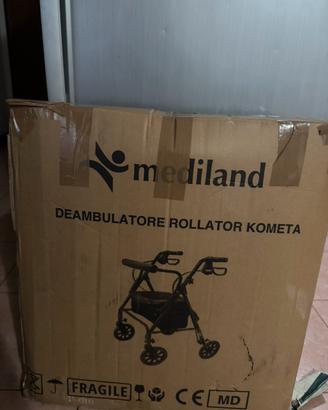 mediland
DEAMBULATORE ROLLATOR KOMETA
FRAGILE CE MD